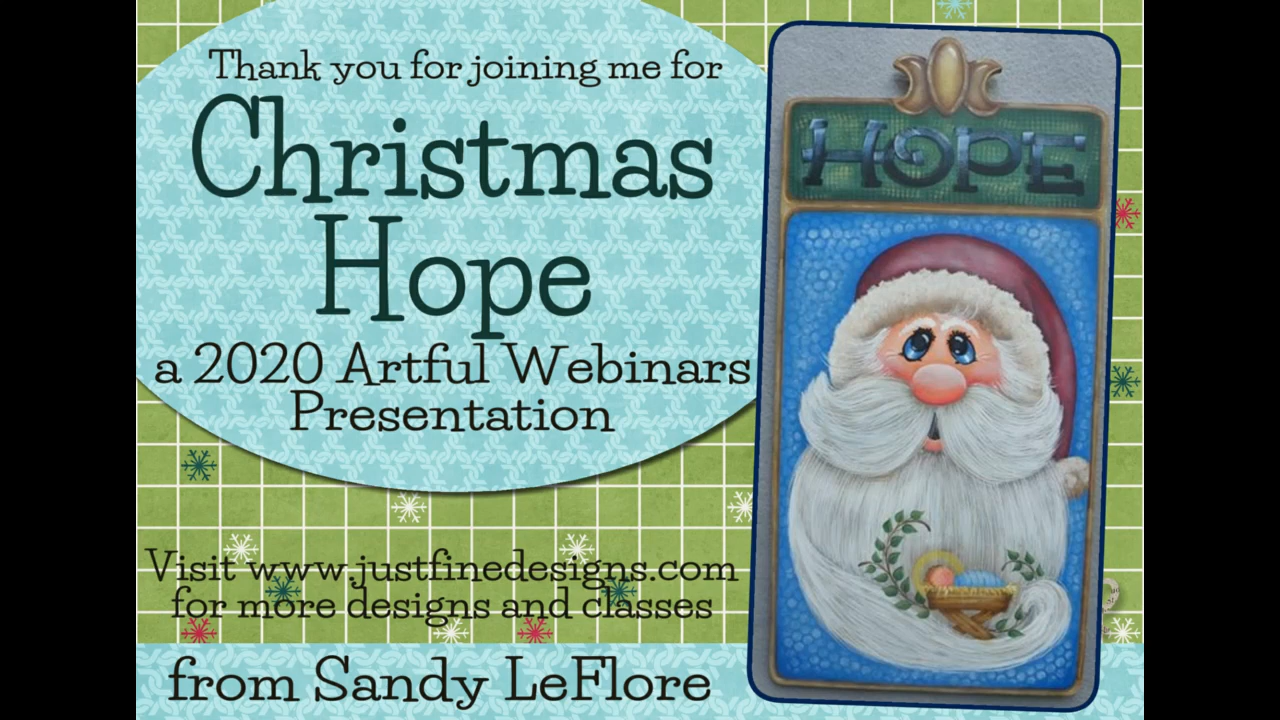 Thank you for joining me for
Christmas
Hope
a 2020 Artful Webinars
Presentation
Visit www.justfinedesigns.com
for more designs and classes
from Sandy LeFlore
HOPE